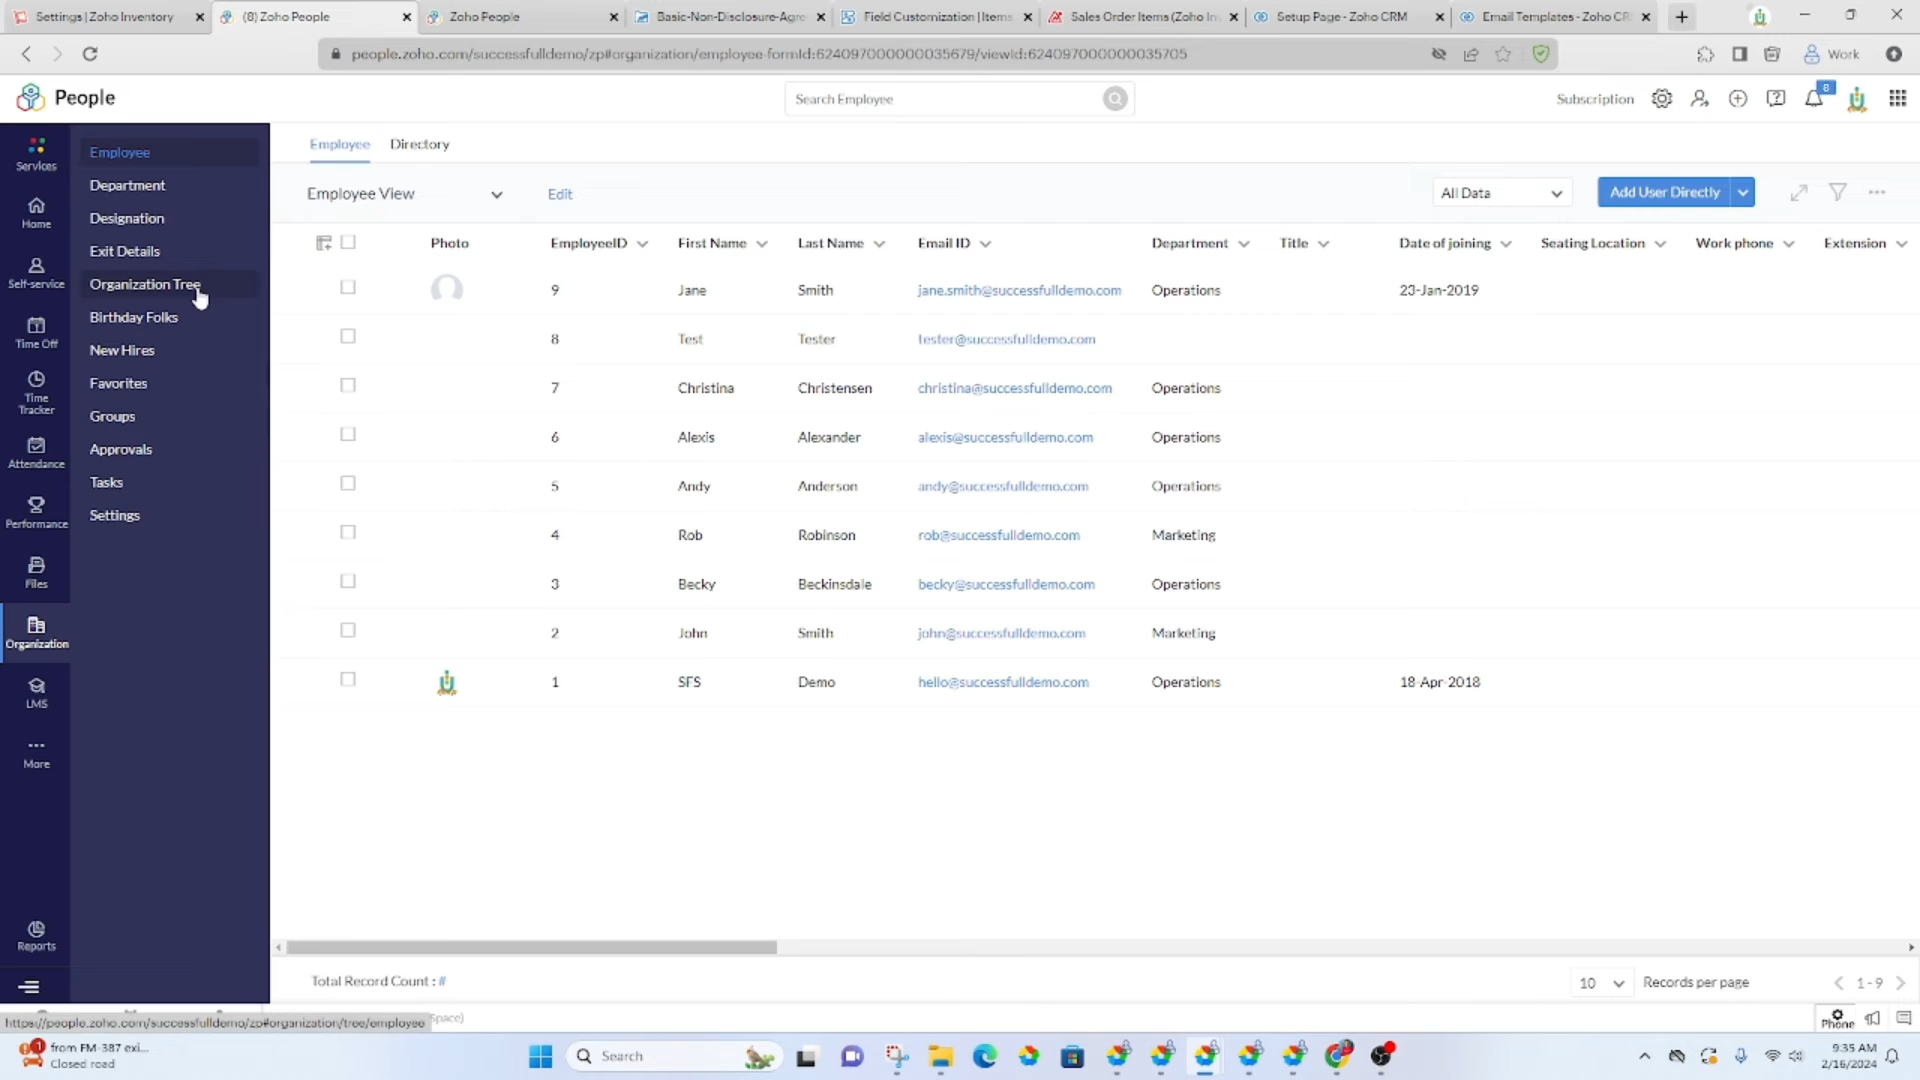 Settings | Zoho Inventory
(8) Zoho People
Zoho People
Basic-Non-Disclosure-Agre
Field Customization | Items
Sales Order Items (Zoho In
Setup Page - Zoho CRM
Email Templates - Zoho CR
people.zoho.com/successfulldemo/zp#organization/employee-formId:624097000000035679/viewId:624097000000035705
Work
People
Search Employee
Subscription
8
Services
Home
Self-service
Time Off
Time
Tracker
Attendance
Performance
Files
Organization
LMS
More
Reports
Employee
Department
Designation
Exit Details
Organization Tree
Birthday Folks
New Hires
Favorites
Groups
Approvals
Tasks
Settings
Employee Directory
Employee View Edit
All Data Add User Directly
Photo EmployeeID First Name Last Name Email ID Department Title Date of joining Seating Location Work phone Extension
9 Jane Smith jane.smith@successfulldemo.com Operations 23-Jan-2019
8 Test Tester tester@successfulldemo.com
7 Christina Christensen christina@successfulldemo.com Operations
6 Alexis Alexander alexis@successfulldemo.com Operations
5 Andy Anderson andy@successfulldemo.com Operations
4 Rob Robinson rob@successfulldemo.com Marketing
3 Becky Beckinsdale becky@successfulldemo.com Operations
2 John Smith john@successfulldemo.com Marketing
1 SFS Demo hello@successfulldemo.com Operations 18-Apr-2018
Total Record Count : #
10 Records per page 1 - 9
https://people.zoho.com/successfulldemo/zp#organization/tree/employee
Space)
Phone
1
from FM-387 exi...
Closed road
Search
9:35 AM
2/16/2024